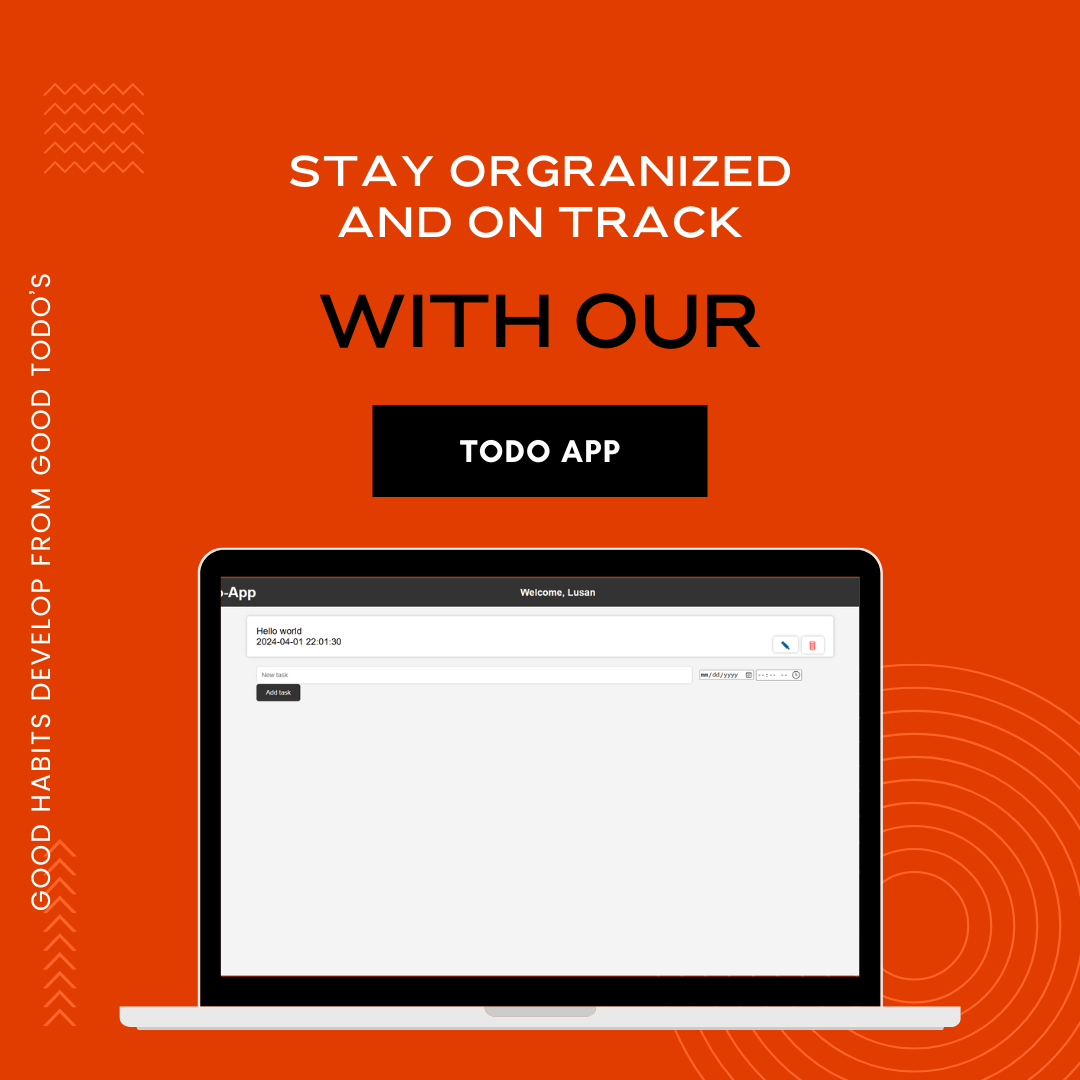 STAY ORGRANIZED
AND ON TRACK
WITH OUR
TODO APP
GOOD HABITS DEVELOP FROM GOOD TODO'S
-App
Welcome, Lusan
Hello world
2024-04-01 22:01:30
New task
mm/dd/yyyy
--:-- --
Add task